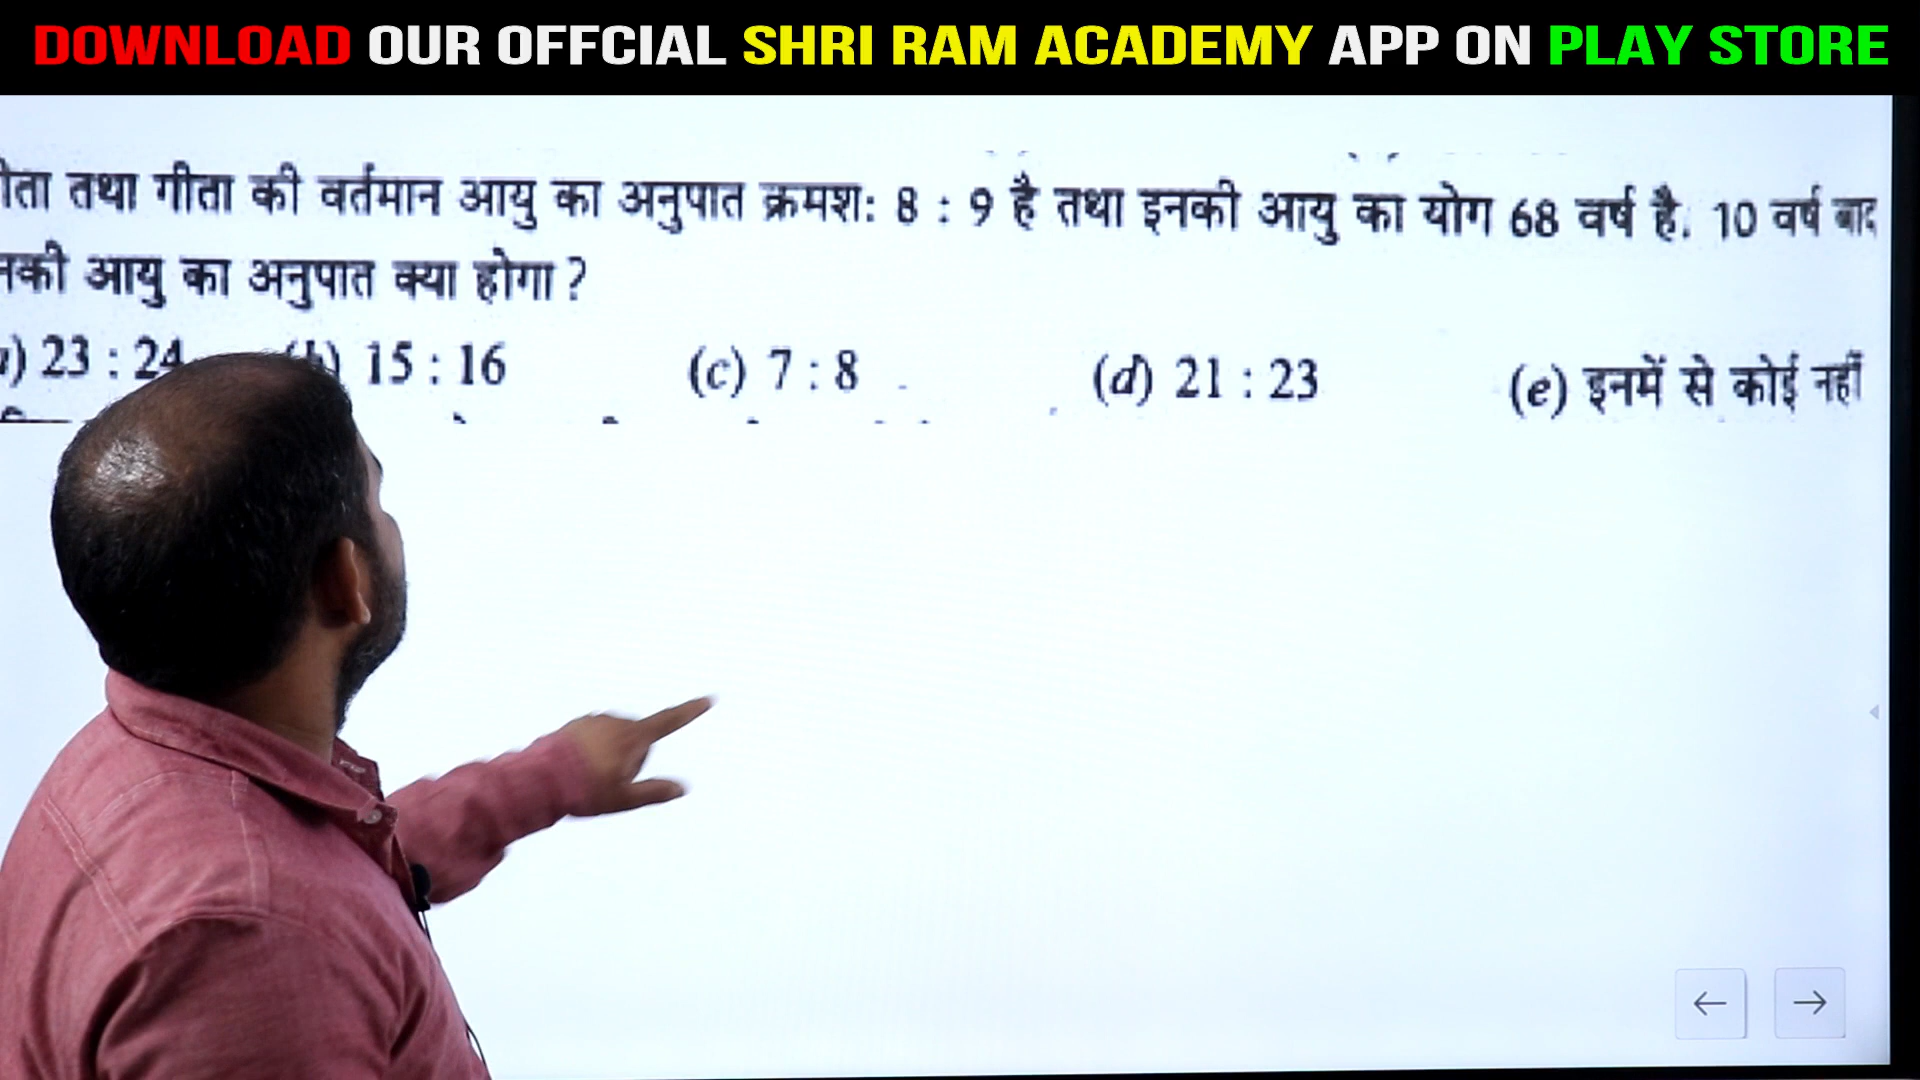 DOWNLOAD OUR OFFCIAL SHRI RAM ACADEMY APP ON PLAY STORE
तथा गीता की वर्तमान आयु का अनुपात क्रमश: 8 : 9 है तथा इनकी आयु का योग 68 वर्ष है. 10 वर्ष बाद
आयु का अनुपात क्या होगा ?
23 : 24 15 : 16 (c) 7 : 8 (d) 21 : 23 (e) इनमें से कोई नहीं